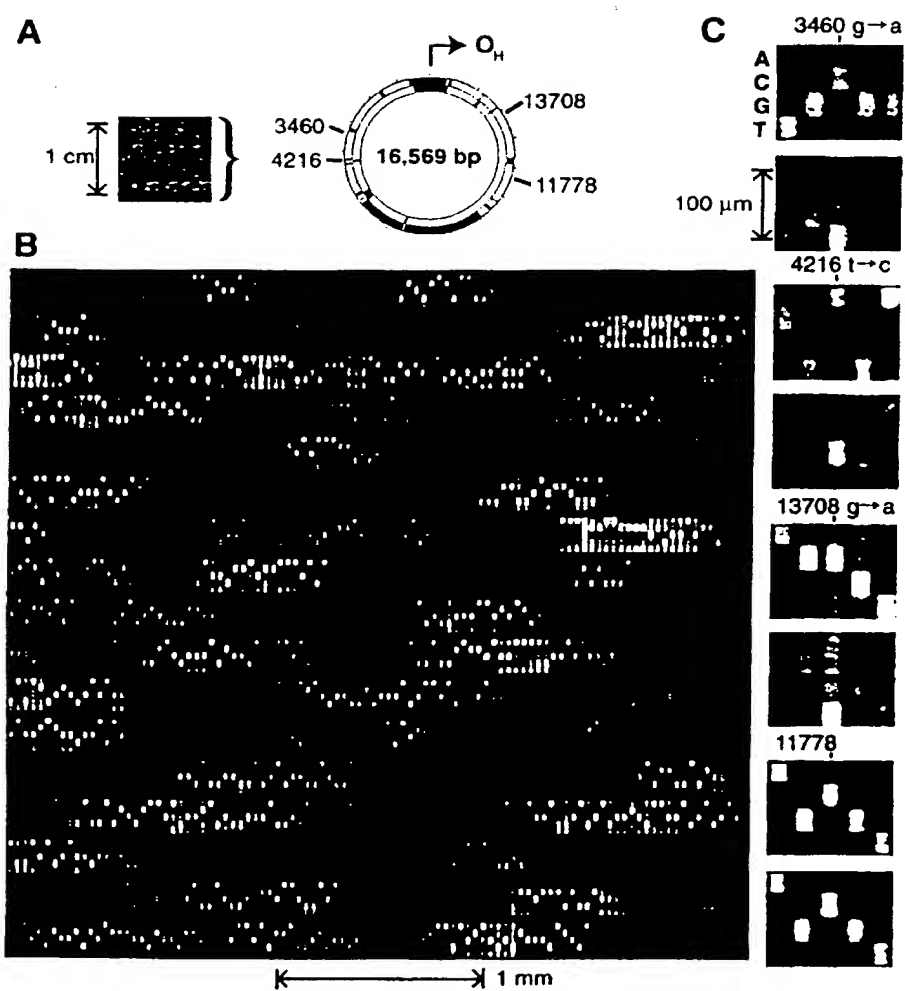 A
O_H
13708
3460
4216
16,569 bp
11778
1 cm
B
1 mm
C
3460 g→a
A
C
G
T
100 µm
4216 t→c
13708 g→a
11778